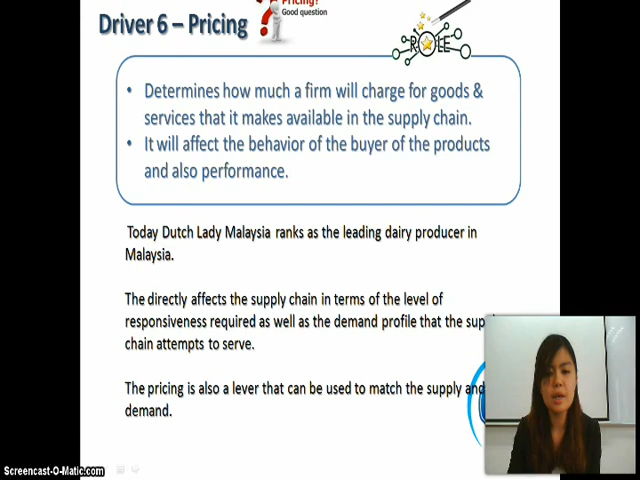 Pricing?
Good question
Driver 6 – Pricing
ROLE
• Determines how much a firm will charge for goods &
services that it makes available in the supply chain.
• It will affect the behavior of the buyer of the products
and also performance.
Today Dutch Lady Malaysia ranks as the leading dairy producer in
Malaysia.
The directly affects the supply chain in terms of the level of
responsiveness required as well as the demand profile that the
chain attempts to serve.
The pricing is also a lever that can be used to match the supply and
demand.
Screencast-O-Matic.com